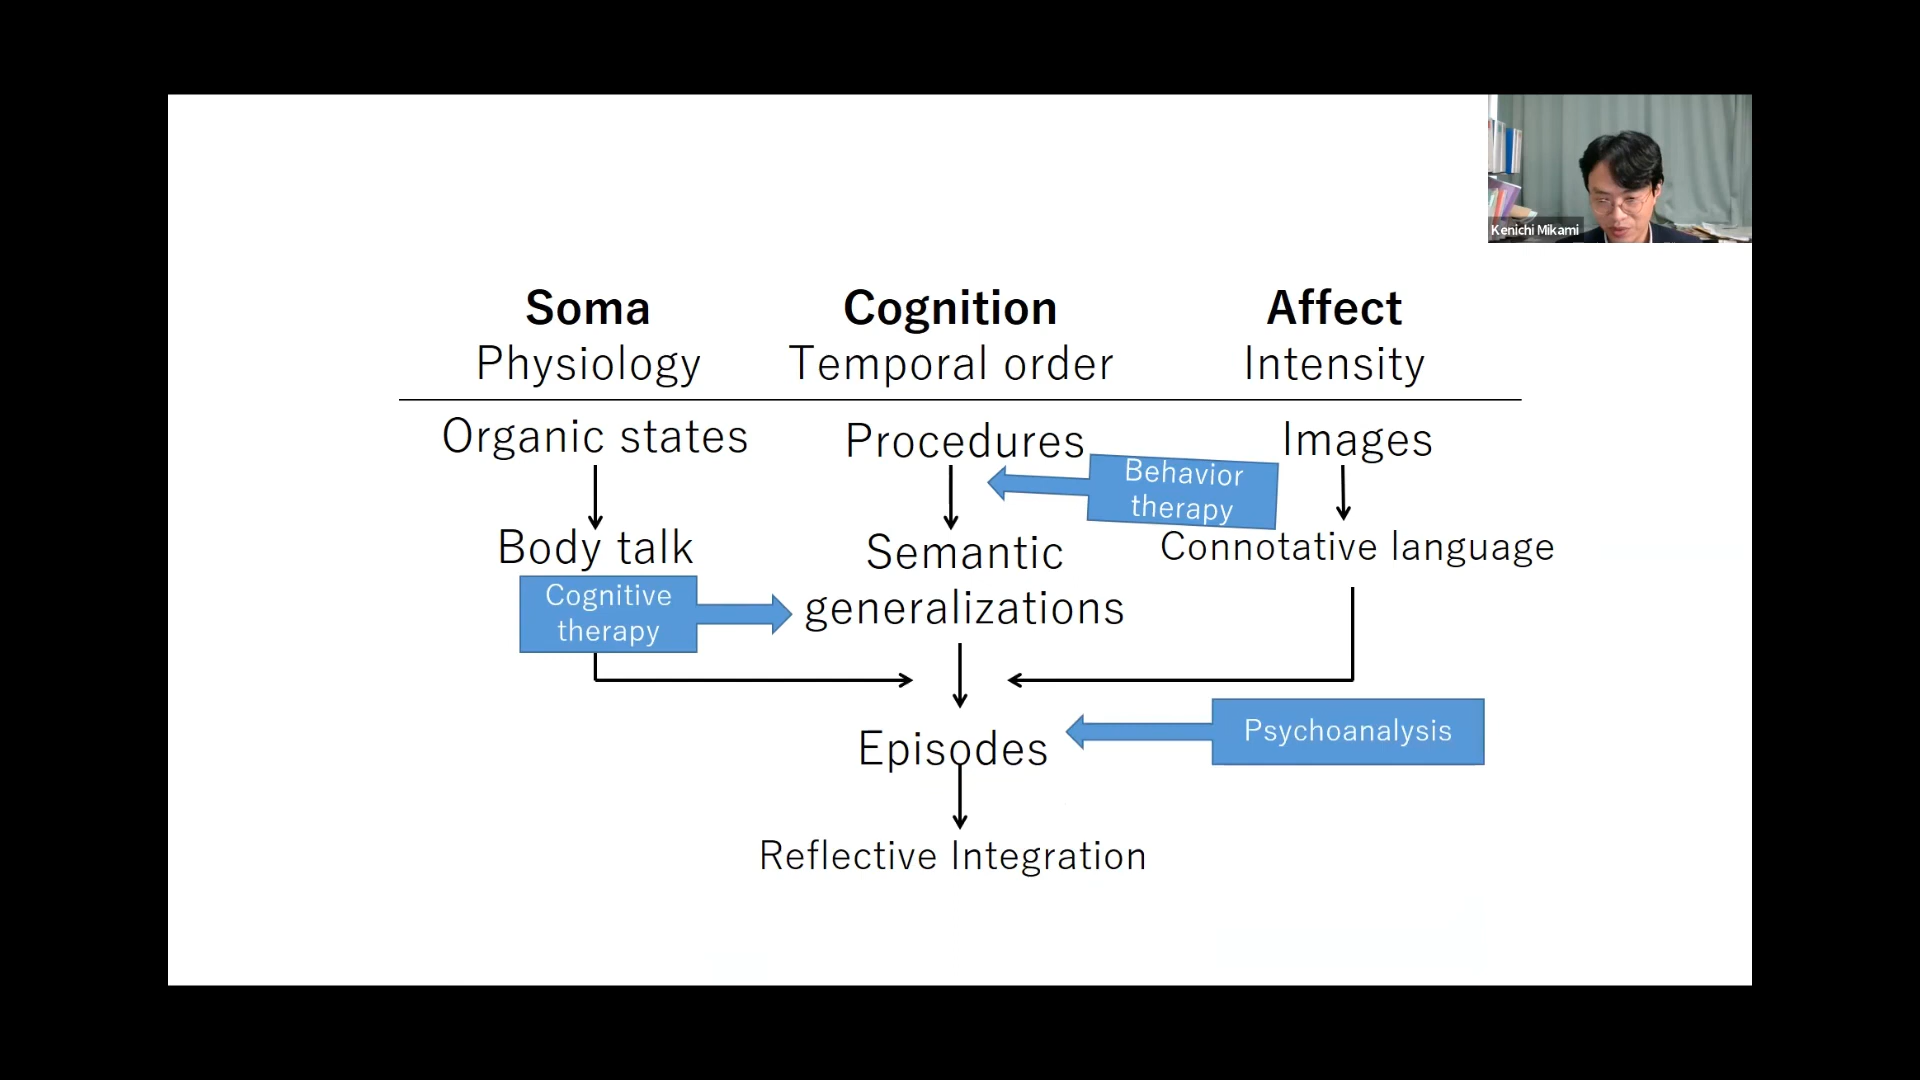 Kenichi Mikami
Soma
Cognition
Affect
Physiology
Temporal order
Intensity
Organic states
Procedures
Images
Behavior
therapy
Body talk
Semantic
generalizations
Connotative language
Cognitive
therapy
Episodes
Psychoanalysis
Reflective Integration